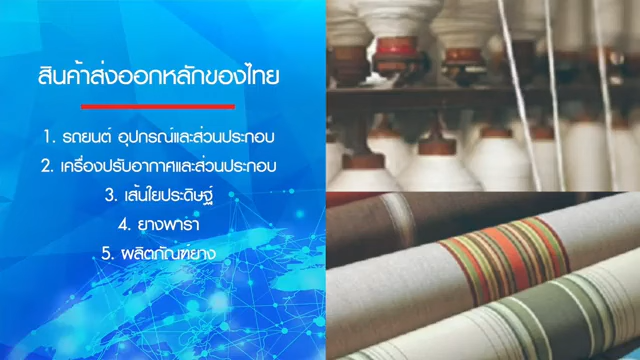 สินค้าส่งออกหลักของไทย
1. รถยนต์ อุปกรณ์และส่วนประกอบ
2. เครื่องปรับอากาศและส่วนประกอบ
3. เส้นใยประดิษฐ์
4. ยางพารา
5. ผลิตภัณฑ์ยาง